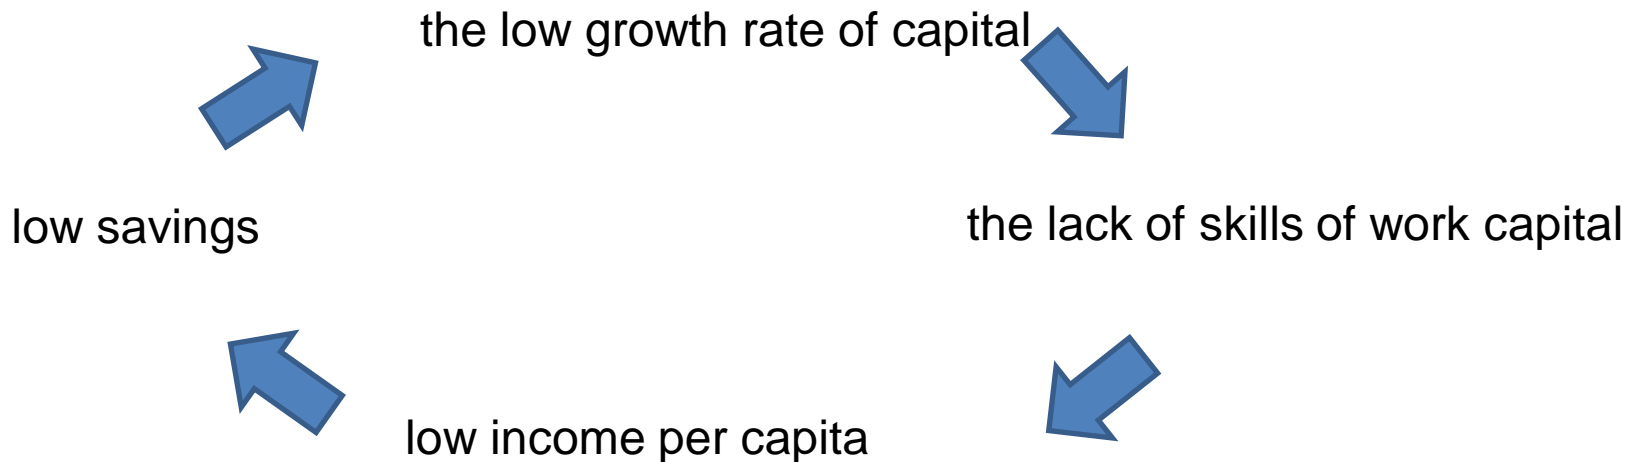 the low growth rate of capital
low savings
the lack of skills of work capital
low income per capita